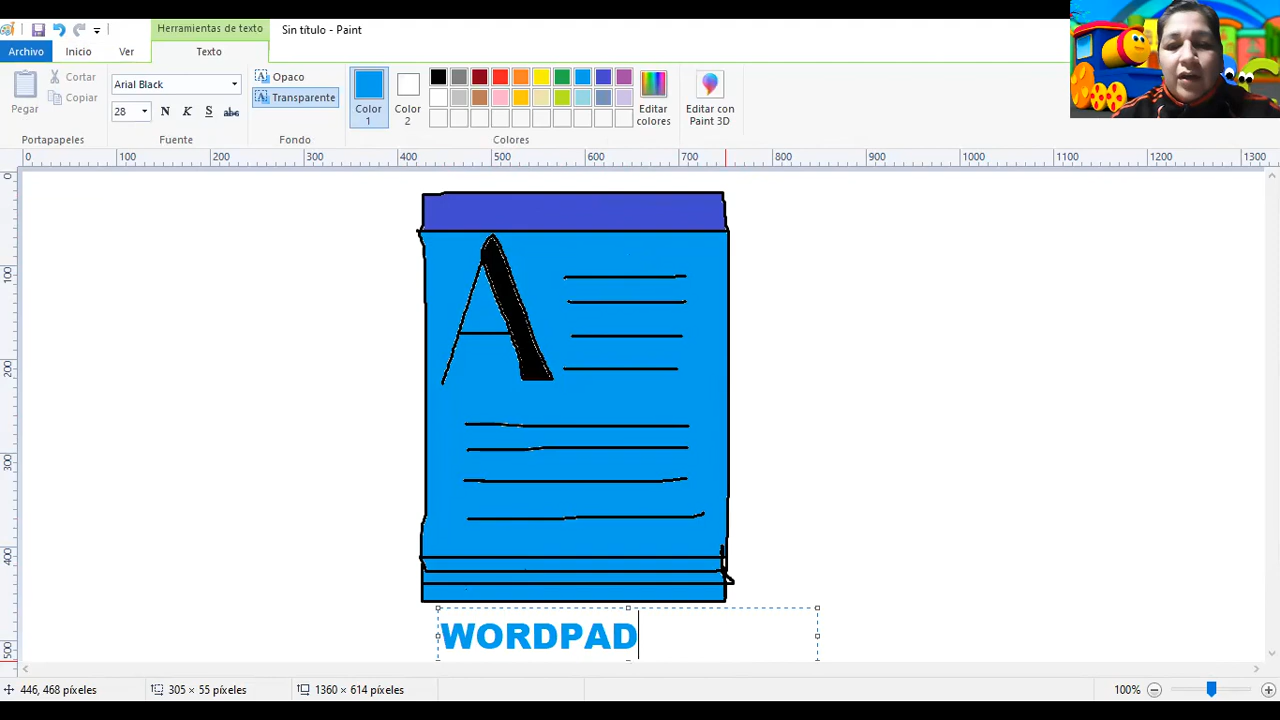 Herramientas de texto
Sin título - Paint
Archivo
Inicio
Ver
Texto
Pegar
Cortar
Copiar
Portapapeles
Arial Black
28
N K S abc
Fuente
Opaco
Transparente
Fondo
Color 1
Color 2
Editar colores
Colores
Editar con Paint 3D
0 100 200 300 400 500 600 700 800 900 1000 1100 1200 1300
0
100
200
300
400
500
A
WORDPAD
446, 468 píxeles
305 × 55 píxeles
1360 × 614 píxeles
100%